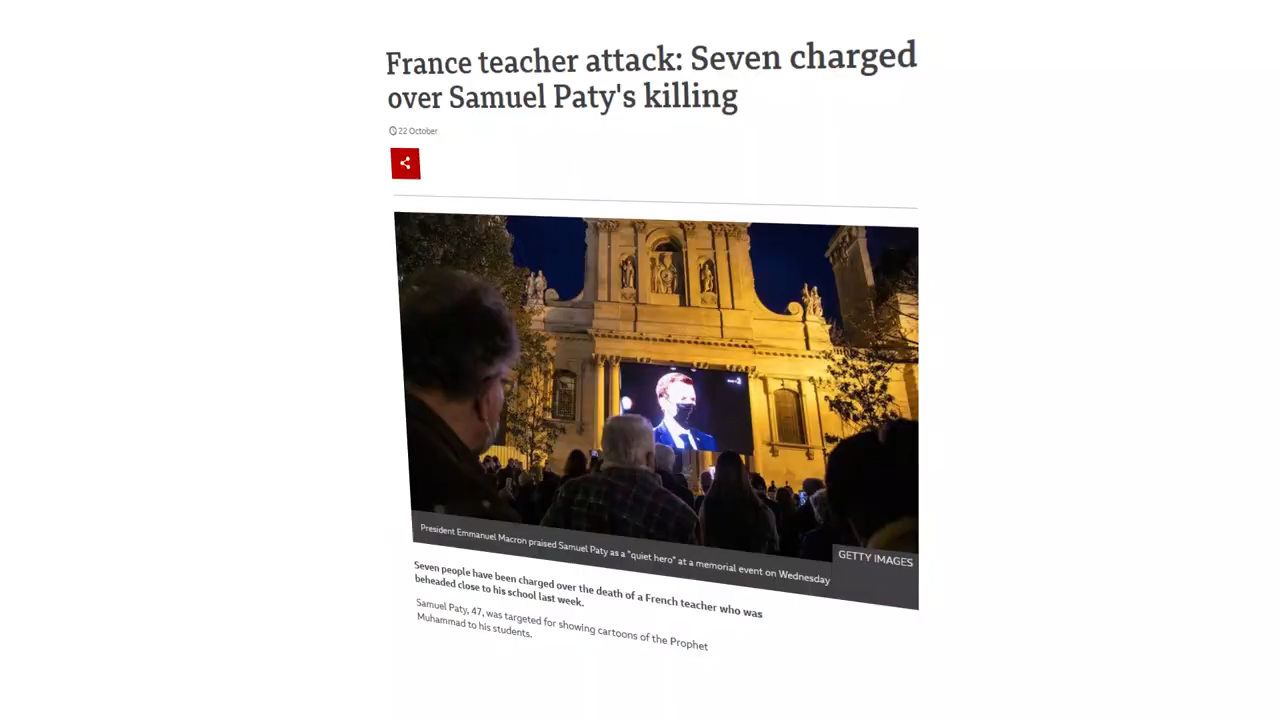 France teacher attack: Seven charged
over Samuel Paty's killing
22 October
President Emmanuel Macron praised Samuel Paty as a "quiet hero" at a memorial event on Wednesday
GETTY IMAGES
Seven people have been charged over the death of a French teacher who was
beheaded close to his school last week.
Samuel Paty, 47, was targeted for showing cartoons of the Prophet
Muhammad to his students.